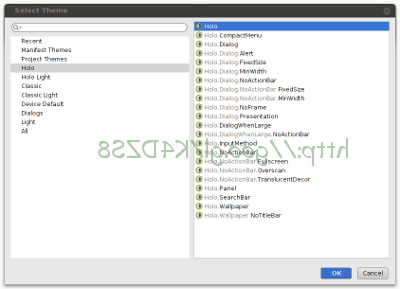 Select Theme
Recent
Manifest Themes
Project Themes
Holo
Holo Light
Classic
Classic Light
Device Default
Dialogs
Light
All
Holo
Holo.CompactMenu
Holo.Dialog
Holo.Dialog.Alert
Holo.Dialog.FixedSize
Holo.Dialog.MinWidth
Holo.Dialog.NoActionBar
Holo.Dialog.NoActionBar.FixedSize
Holo.Dialog.NoActionBar.MinWidth
Holo.Dialog.NoFrame
Holo.Dialog.Presentation
Holo.DialogWhenLarge
Holo.DialogWhenLarge.NoActionBar
Holo.InputMethod
Holo.NoActionBar
Holo.NoActionBar.Fullscreen
Holo.NoActionBar.Overscan
Holo.NoActionBar.TranslucentDecor
Holo.Panel
Holo.SearchBar
Holo.Wallpaper
Holo.Wallpaper.NoTitleBar
OK
Cancel